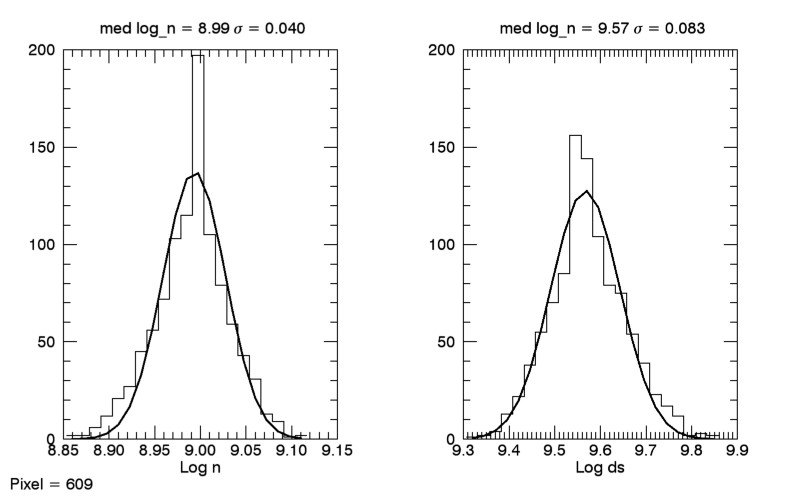 med log_n = 8.99 σ = 0.040
200
150
100
50
0
8.85 8.90 8.95 9.00 9.05 9.10 9.15
Log n
med log_n = 9.57 σ = 0.083
200
150
100
50
0
9.3 9.4 9.5 9.6 9.7 9.8 9.9
Log ds
Pixel = 609